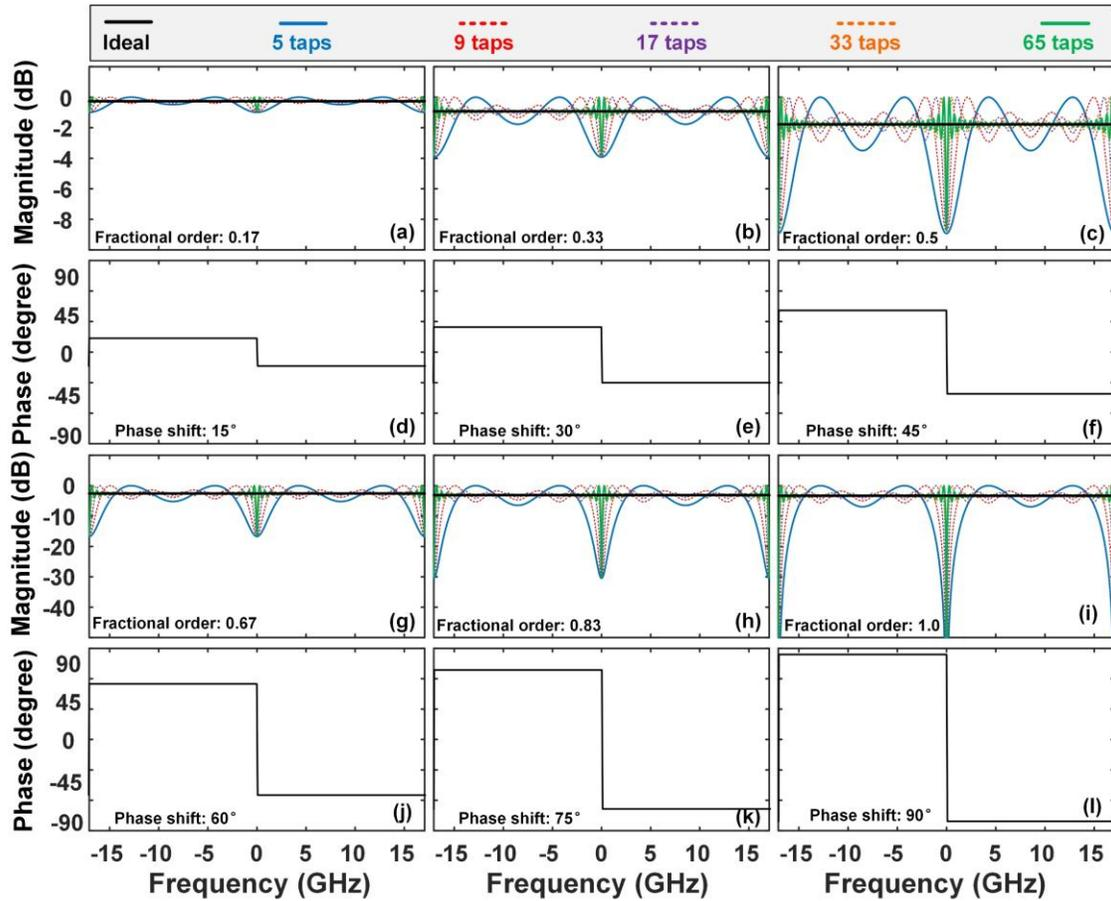 Ideal 5 taps 9 taps 17 taps 33 taps 65 taps
Magnitude (dB)
0
-2
-4
-6
-8
Fractional order: 0.17 (a)
Fractional order: 0.33 (b)
Fractional order: 0.5 (c)
Phase (degree)
90
45
0
-45
-90
Phase shift: 15° (d)
Phase shift: 30° (e)
Phase shift: 45° (f)
Magnitude (dB)
0
-10
-20
-30
-40
Fractional order: 0.67 (g)
Fractional order: 0.83 (h)
Fractional order: 1.0 (i)
Phase (degree)
90
45
0
-45
-90
Phase shift: 60° (j)
Phase shift: 75° (k)
Phase shift: 90° (l)
-15 -10 -5 0 5 10 15 -15 -10 -5 0 5 10 15 -15 -10 -5 0 5 10 15
Frequency (GHz) Frequency (GHz) Frequency (GHz)